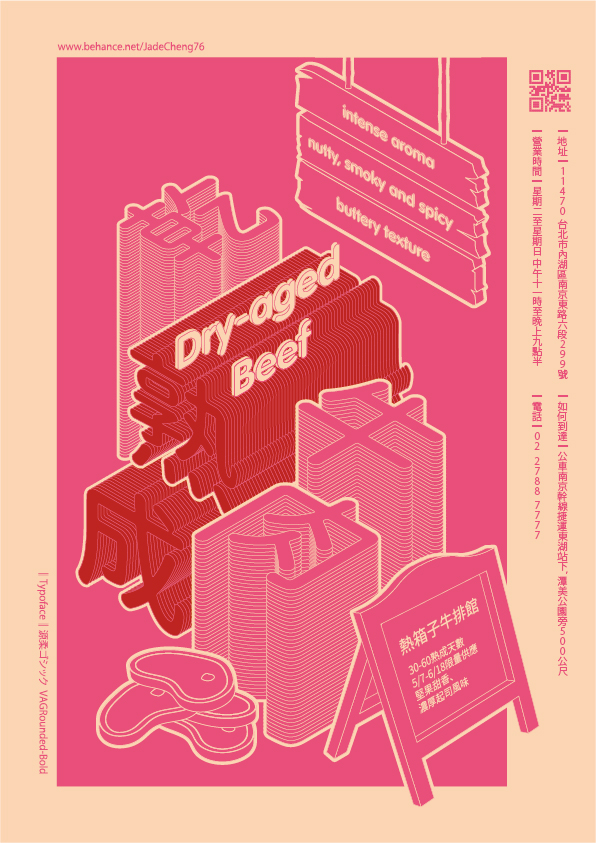 www.behance.net/JadeCheng76
intense aroma
nutty, smoky and spicy
buttery texture
|地址|11470 台北市內湖區南京東路六段299號
|營業時間|星期二至星期日 中午十一時至晚上九點半
|如何到達|公車南京幹線捷運東湖站下，潭美公園旁500公尺
|電話|02 2788 7777
Dry-aged
Beef
熟
成
牛
熱箱子牛排館
30-60熟成天數
5/7-6/18限量供應
堅果甜香、
濃厚起司風味
|| Typoface || 源柔ゴシック VAGRounded-Bold